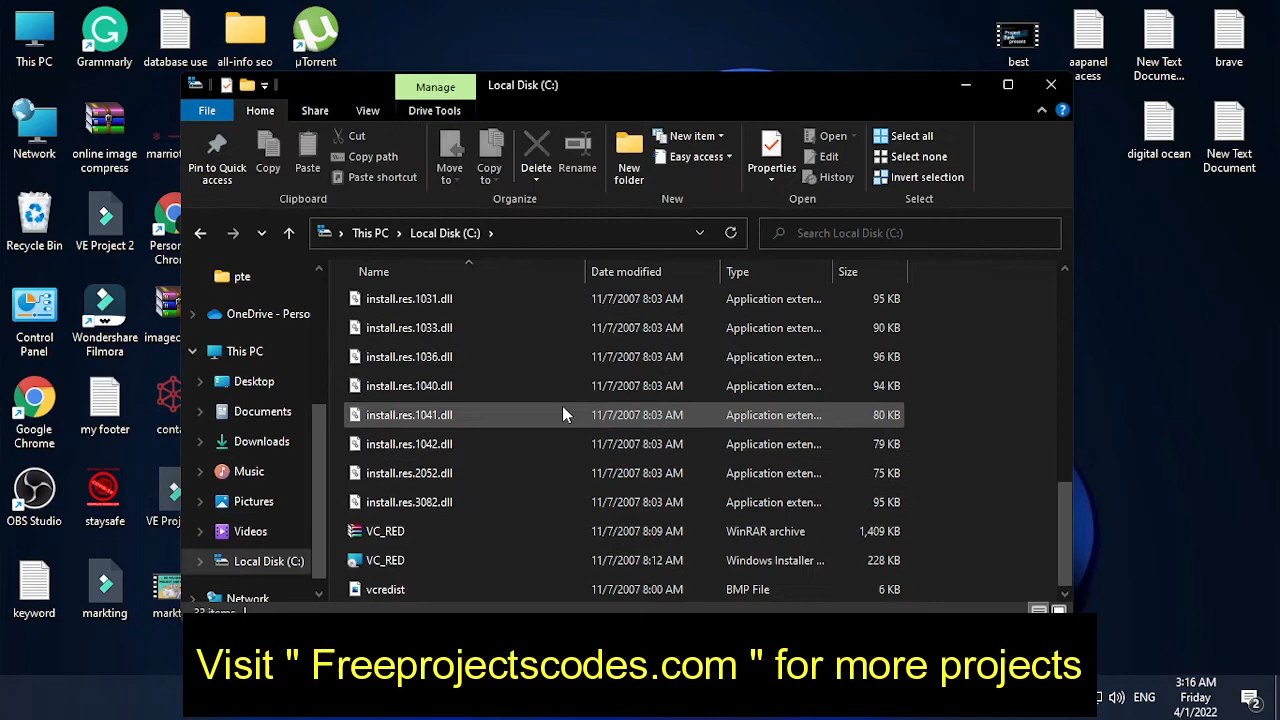 This PC
Grammarly
database use
all-info seo
µTorrent
best
aapanel access
New Text Docume...
brave
Network
online image compress
marriot
digital ocean
New Text Document
Recycle Bin
VE Project 2
Control Panel
Wondershare Filmora
Google Chrome
my footer
OBS Studio
staysafe
keyword
markting
Manage
Local Disk (C:)
File
Home
Share
View
Drive Tools
Pin to Quick access
Copy
Paste
Cut
Copy path
Paste shortcut
Clipboard
Move to
Copy to
Delete
Rename
Organize
New folder
New item
Easy access
New
Properties
Open
Edit
History
Open
Select all
Select none
Invert selection
Select
This PC
Local Disk (C:)
Search Local Disk (C:)
pte
OneDrive - Perso
This PC
Desktop
Documents
Downloads
Music
Pictures
Videos
Local Disk (C:)
Network
Name Date modified Type Size
install.res.1031.dll 11/7/2007 8:03 AM Application exten... 95 KB
install.res.1033.dll 11/7/2007 8:03 AM Application exten... 90 KB
install.res.1036.dll 11/7/2007 8:03 AM Application exten... 96 KB
install.res.1040.dll 11/7/2007 8:03 AM Application exten... 94 KB
install.res.1041.dll 11/7/2007 8:03 AM Application exten... 80 KB
install.res.1042.dll 11/7/2007 8:03 AM Application exten... 79 KB
install.res.2052.dll 11/7/2007 8:03 AM Application exten... 75 KB
install.res.3082.dll 11/7/2007 8:03 AM Application exten... 95 KB
VC_RED 11/7/2007 8:09 AM WinRAR archive 1,409 KB
VC_RED 11/7/2007 8:12 AM Windows Installer ... 228 KB
vcredist 11/7/2007 8:00 AM BMP File 6 KB
Visit " Freeprojectscodes.com " for more projects
ENG
3:16 AM
Friday
4/1/2022
2